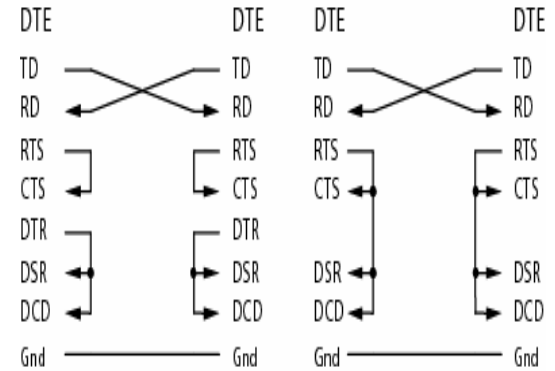 DTE DTE DTE DTE
TD TD TD TD
RD RD RD RD
RTS RTS RTS RTS
CTS CTS CTS CTS
DTR DTR
DSR DSR DSR DSR
DCD DCD DCD DCD
Gnd Gnd Gnd Gnd